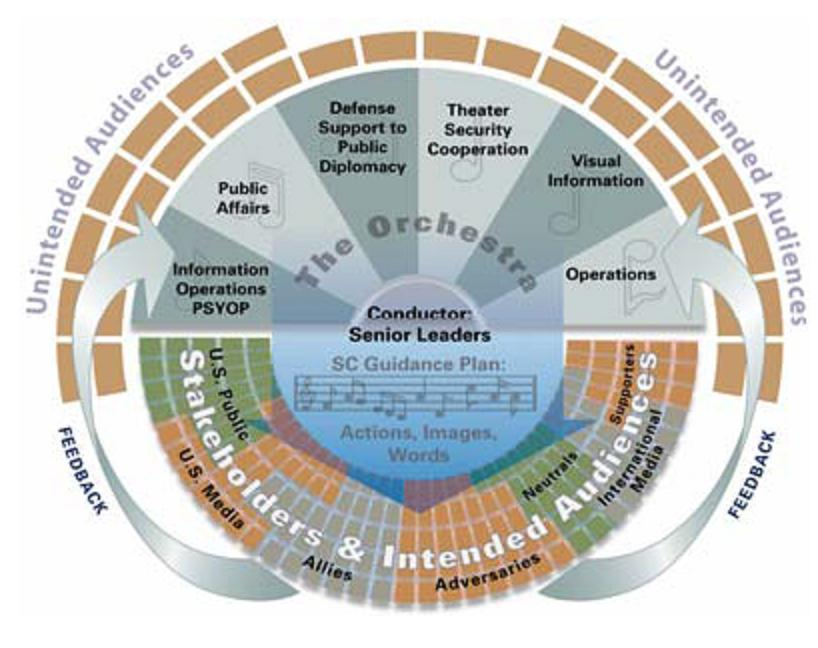 Unintended Audiences
Unintended Audiences
Defense
Support to
Public
Diplomacy
Theater
Security
Cooperation
Visual
Information
Public
Affairs
Information
Operations
PSYOP
Operations
The Orchestra
Conductor:
Senior Leaders
SC Guidance Plan:
Actions, Images,
Words
Stakeholders & Intended Audiences
U.S. Public
U.S. Media
Allies
Adversaries
Neutrals
International
Media
Supporters
FEEDBACK
FEEDBACK